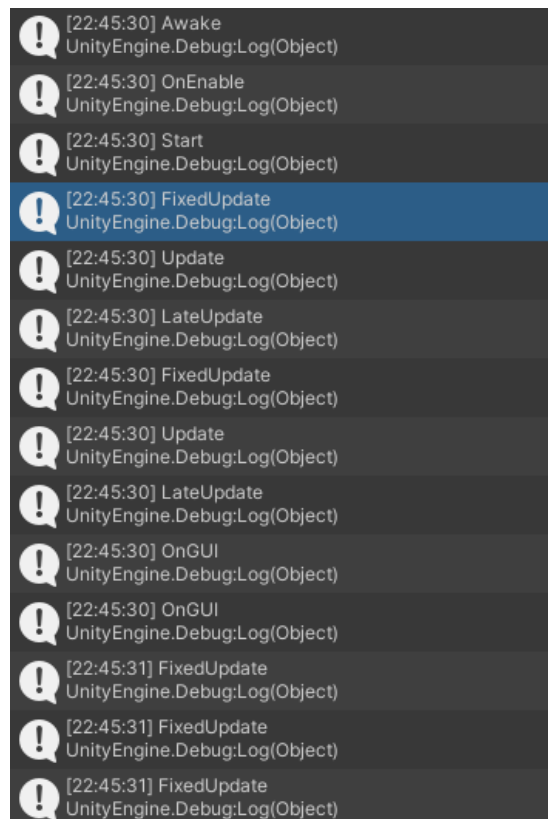 [22:45:30] Awake
UnityEngine.Debug:Log(Object)
[22:45:30] OnEnable
UnityEngine.Debug:Log(Object)
[22:45:30] Start
UnityEngine.Debug:Log(Object)
[22:45:30] FixedUpdate
UnityEngine.Debug:Log(Object)
[22:45:30] Update
UnityEngine.Debug:Log(Object)
[22:45:30] LateUpdate
UnityEngine.Debug:Log(Object)
[22:45:30] FixedUpdate
UnityEngine.Debug:Log(Object)
[22:45:30] Update
UnityEngine.Debug:Log(Object)
[22:45:30] LateUpdate
UnityEngine.Debug:Log(Object)
[22:45:30] OnGUI
UnityEngine.Debug:Log(Object)
[22:45:30] OnGUI
UnityEngine.Debug:Log(Object)
[22:45:31] FixedUpdate
UnityEngine.Debug:Log(Object)
[22:45:31] FixedUpdate
UnityEngine.Debug:Log(Object)
[22:45:31] FixedUpdate
UnityEngine.Debug:Log(Object)